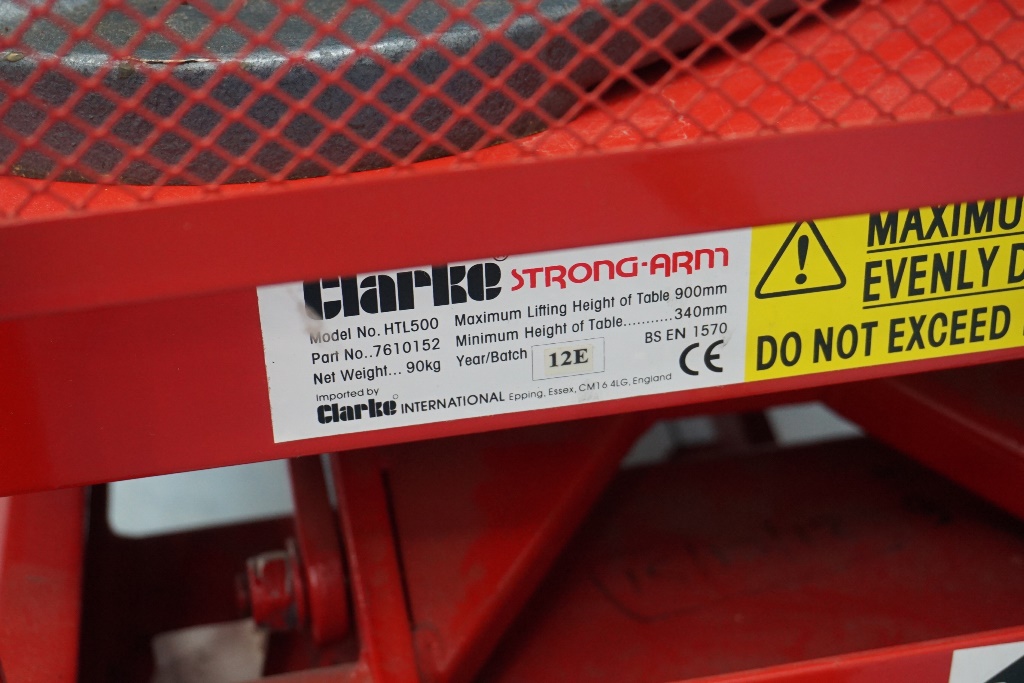 Clarke STRONG-ARM
Model No. HTL500 Maximum Lifting Height of Table 900mm
Part No..7610152 Minimum Height of Table...........340mm
Net Weight... 90kg Year/Batch 12E BS EN 1570
CE
Imported by
Clarke INTERNATIONAL Epping, Essex, CM16 4LG, England
EVENLY
DO NOT EXCEED